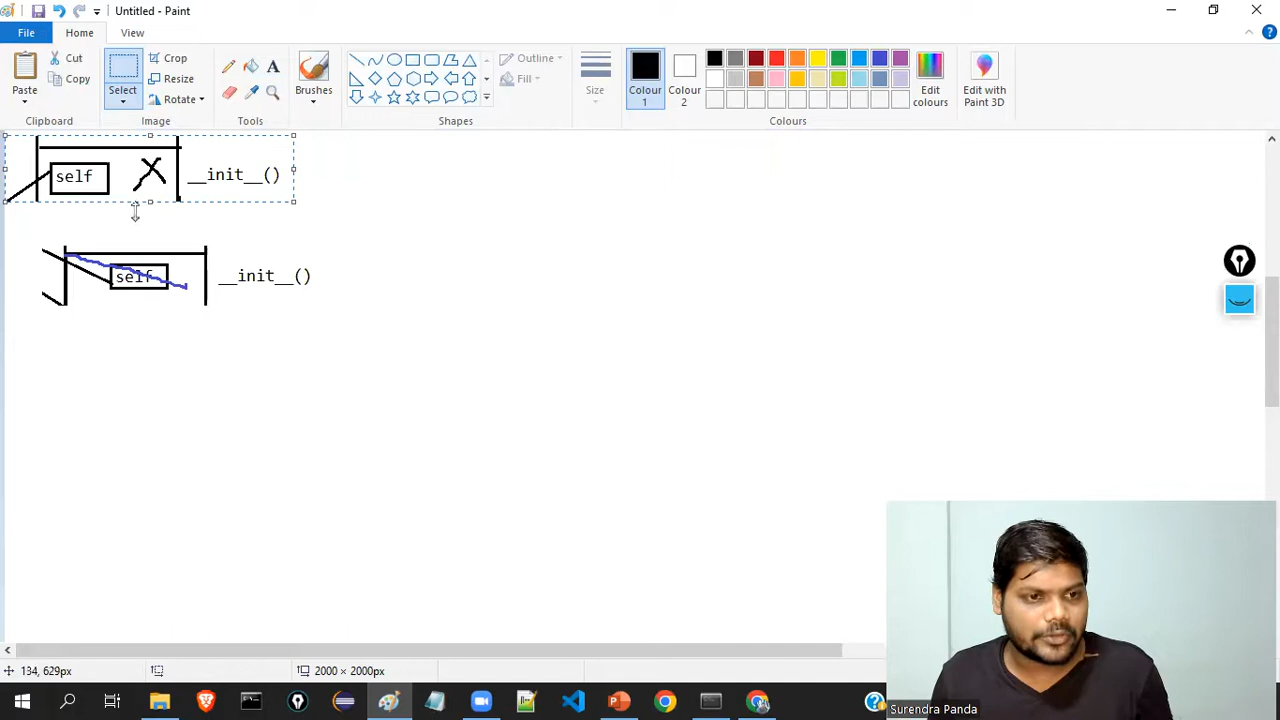 Untitled - Paint
File
Home
View
Paste
Cut
Copy
Clipboard
Select
Crop
Resize
Rotate
Image
A
Tools
Brushes
Outline
Fill
Shapes
Size
Colour 1
Colour 2
Edit colours
Edit with Paint 3D
Colours
self X __init__()
self __init__()
134, 629px
2000 × 2000px
Surendra Panda